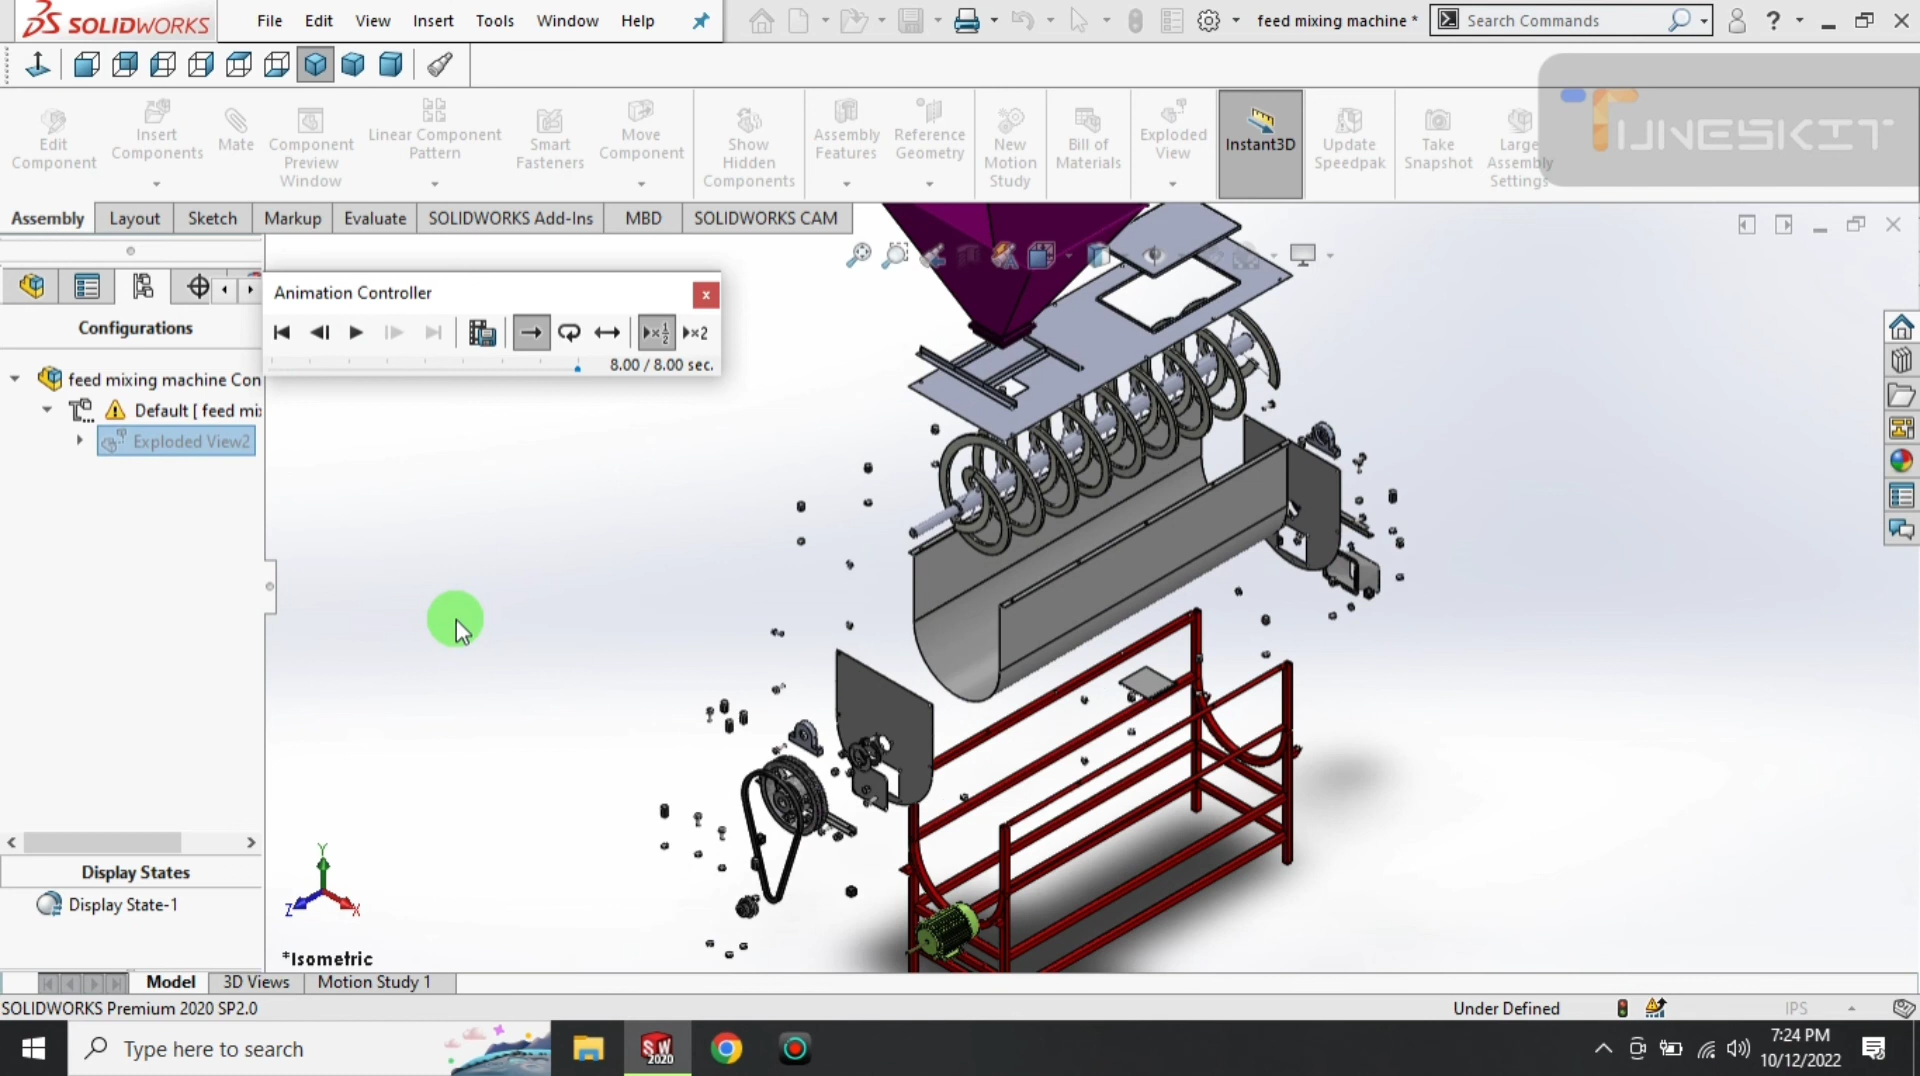 SOLIDWORKS File Edit View Insert Tools Window Help feed mixing machine * Search Commands
TUNESKIT
Edit Component
Insert Components
Mate
Component Preview Window
Linear Component Pattern
Smart Fasteners
Move Component
Show Hidden Components
Assembly Features
Reference Geometry
New Motion Study
Bill of Materials
Exploded View
Instant3D
Update Speedpak
Take Snapshot
Large Assembly Settings
Assembly Layout Sketch Markup Evaluate SOLIDWORKS Add-Ins MBD SOLIDWORKS CAM
Animation Controller
8.00 / 8.00 sec.
Configurations
feed mixing machine Con
Default [ feed mi
Exploded View2
Display States
Display State-1
Y
Z
X
*Isometric
Model 3D Views Motion Study 1
SOLIDWORKS Premium 2020 SP2.0 Under Defined IPS
Type here to search
SW 2020
7:24 PM
10/12/2022